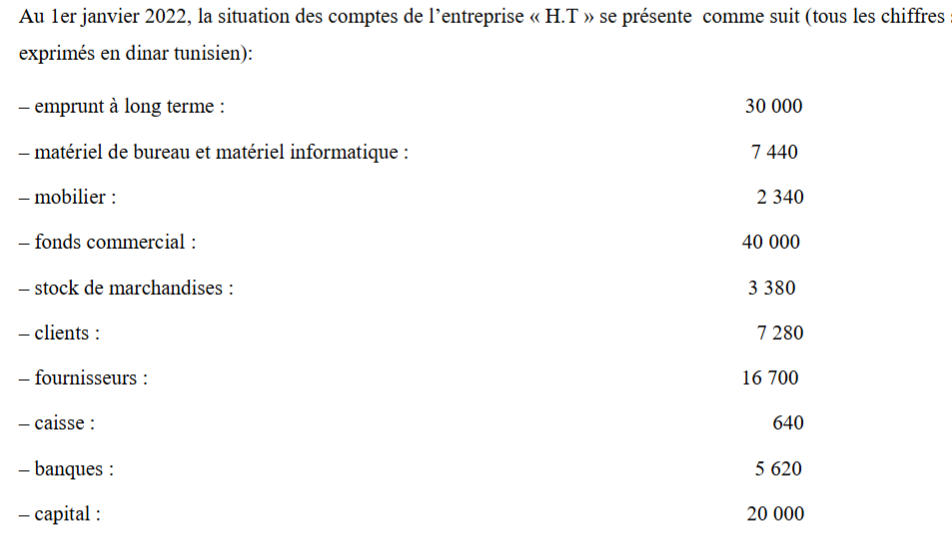 Au 1er janvier 2022, la situation des comptes de l’entreprise « H.T » se présente comme suit (tous les chiffres
exprimés en dinar tunisien):
– emprunt à long terme : 30 000
– matériel de bureau et matériel informatique : 7 440
– mobilier : 2 340
– fonds commercial : 40 000
– stock de marchandises : 3 380
– clients : 7 280
– fournisseurs : 16 700
– caisse : 640
– banques : 5 620
– capital : 20 000